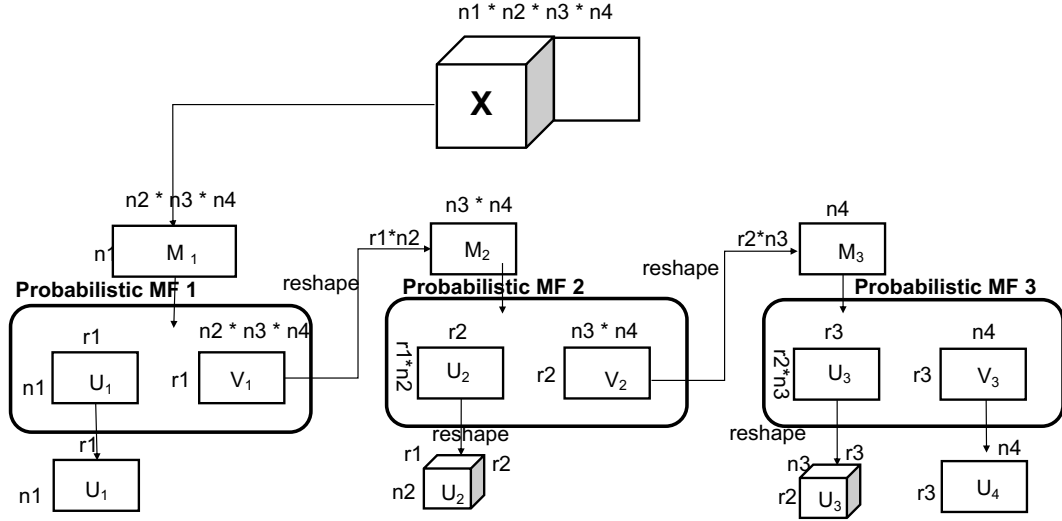 n1 * n2 * n3 * n4
X
n2 * n3 * n4
n1
M 1
reshape
Probabilistic MF 1
r1
n1
U1
n2 * n3 * n4
r1
V1
r1
n1
U1
n3 * n4
r1*n2
M2
reshape
Probabilistic MF 2
r2
r1*n2
U2
n3 * n4
r2
V2
reshape
r1
r2
n2
U2
n4
r2*n3
M3
Probabilistic MF 3
r3
r2*n3
U3
n4
r3
V3
reshape
n3
r3
r2
U3
n4
r3
U4